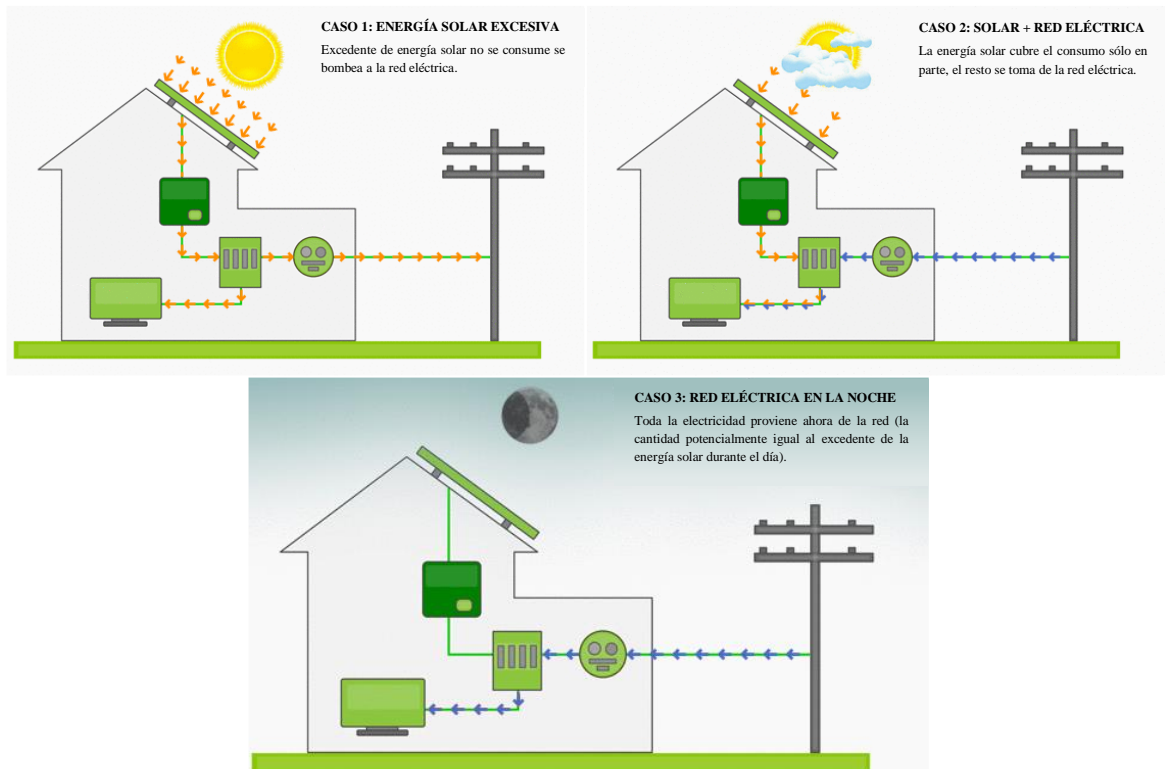 CASO 1: ENERGÍA SOLAR EXCESIVA
Excedente de energía solar no se consume se
bombea a la red eléctrica.
CASO 2: SOLAR + RED ELÉCTRICA
La energía solar cubre el consumo sólo en
parte, el resto se toma de la red eléctrica.
CASO 3: RED ELÉCTRICA EN LA NOCHE
Toda la electricidad proviene ahora de la red (la
cantidad potencialmente igual al excedente de la
energía solar durante el día).